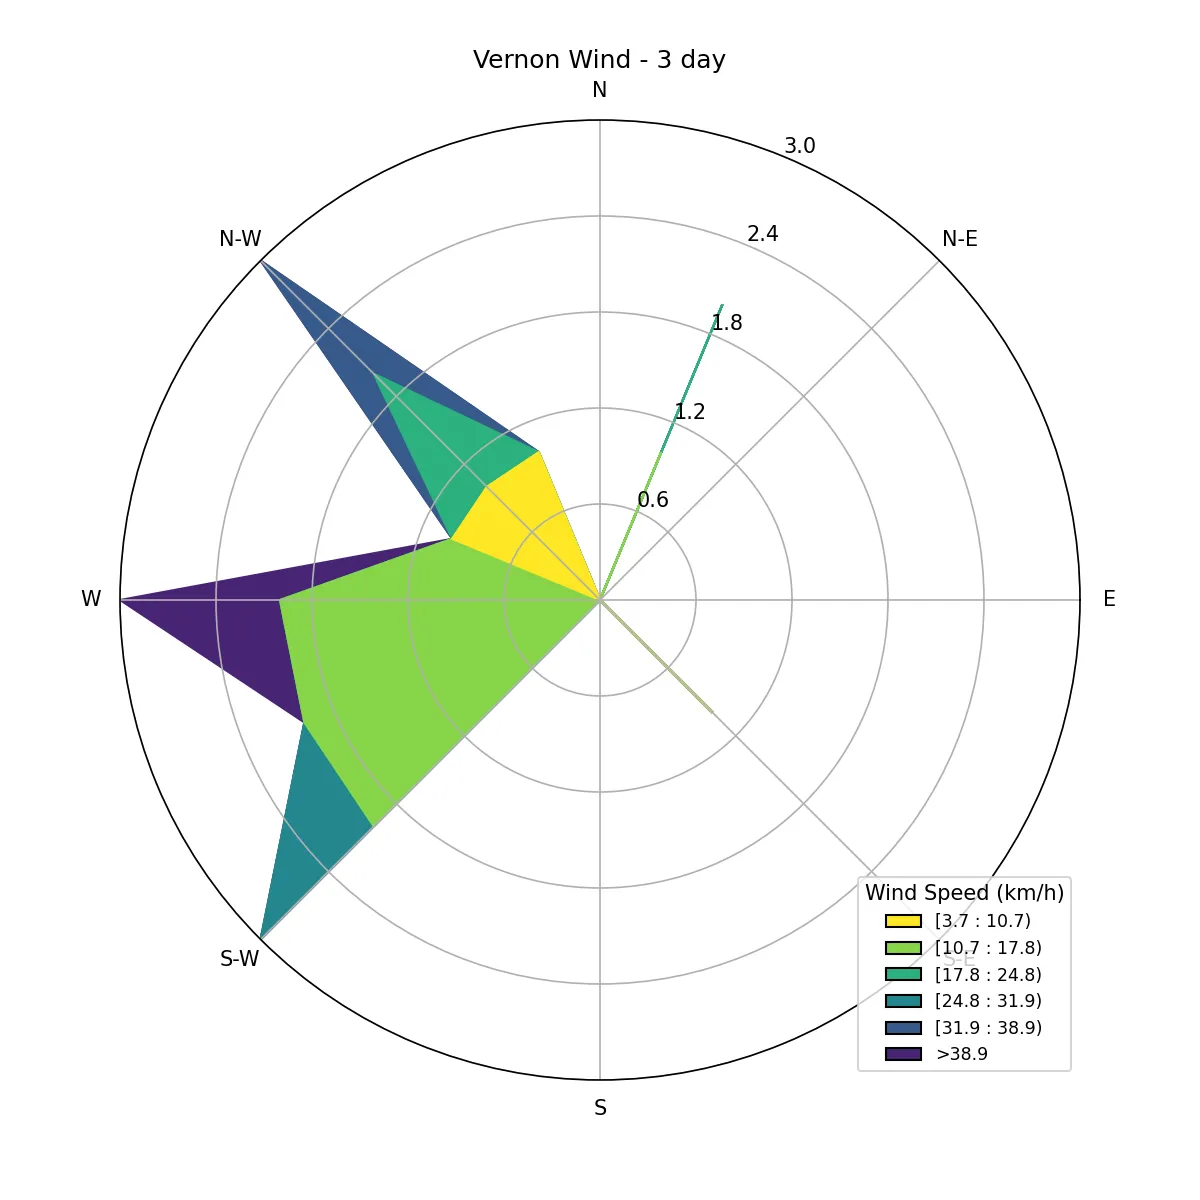 Vernon Wind - 3 day
N
3.0
2.4
N-W
N-E
1.8
1.2
0.6
W
E
Wind Speed (km/h)
[3.7 : 10.7)
[10.7 : 17.8)
S-W
S-E
[17.8 : 24.8)
[24.8 : 31.9)
[31.9 : 38.9)
>38.9
S